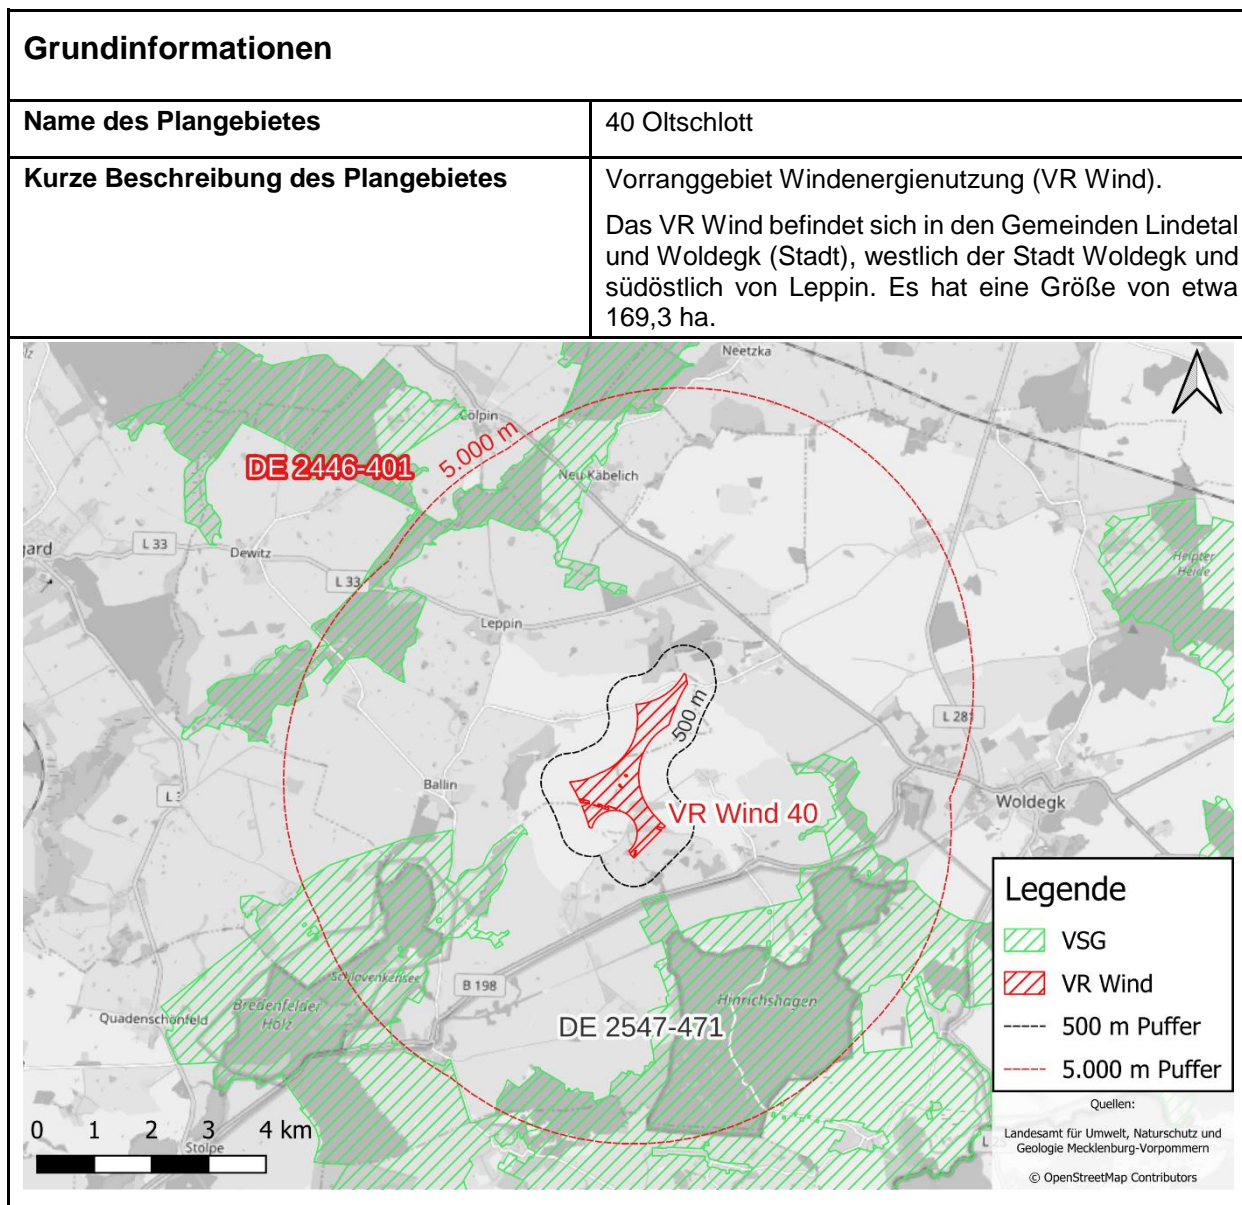 Grundinformationen
Name des Plangebietes
40 Oltschlott
Kurze Beschreibung des Plangebietes
Vorranggebiet Windenergienutzung (VR Wind).
Das VR Wind befindet sich in den Gemeinden Lindetal
und Woldegk (Stadt), westlich der Stadt Woldegk und
südöstlich von Leppin. Es hat eine Größe von etwa
169,3 ha.
Neetzka
Cölpin
5.000 m
DE 2446-401
Neu Käbelich
gard
L 33
Dewitz
Helpter
Heide
L 33
Leppin
500 m
L 281
Ballin
L 3
VR Wind 40
Woldegk
Schlavenkensee
B 198
Bredenfelder
Holz
Hinrichshagen
Quadenschönfeld
DE 2547-471
Stolpe
0 1 2 3 4 km
Legende
VSG
VR Wind
500 m Puffer
5.000 m Puffer
Quellen:
Landesamt für Umwelt, Naturschutz und
Geologie Mecklenburg-Vorpommern
© OpenStreetMap Contributors